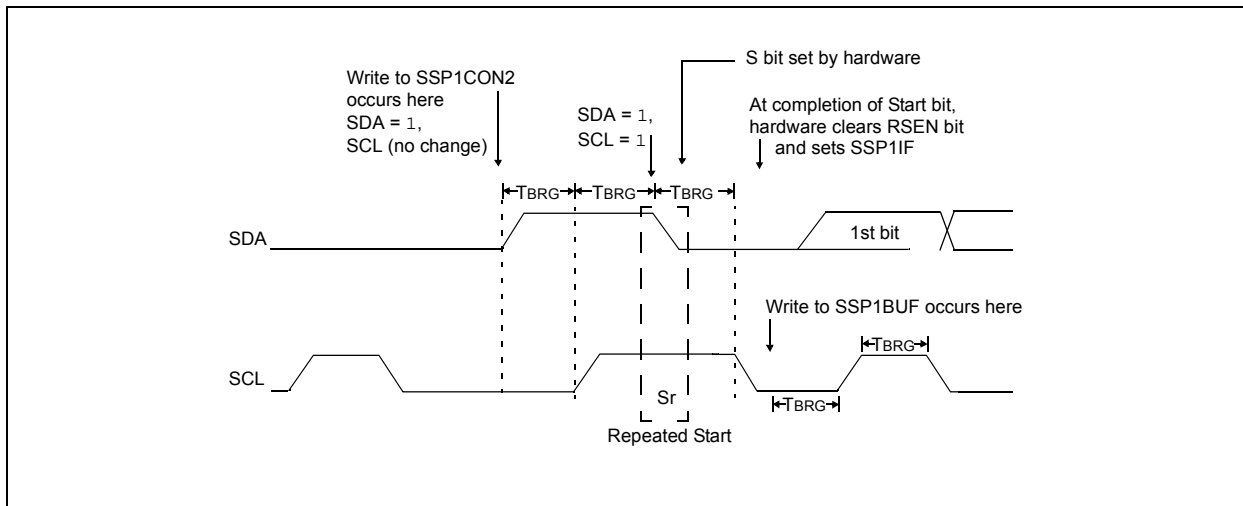 S bit set by hardware
Write to SSP1CON2
occurs here
SDA = 1,
SCL (no change)
SDA = 1,
SCL = 1
At completion of Start bit,
hardware clears RSEN bit
and sets SSP1IF
TBRG TBRG TBRG
SDA
1st bit
Write to SSP1BUF occurs here
TBRG
SCL
Sr
TBRG
Repeated Start